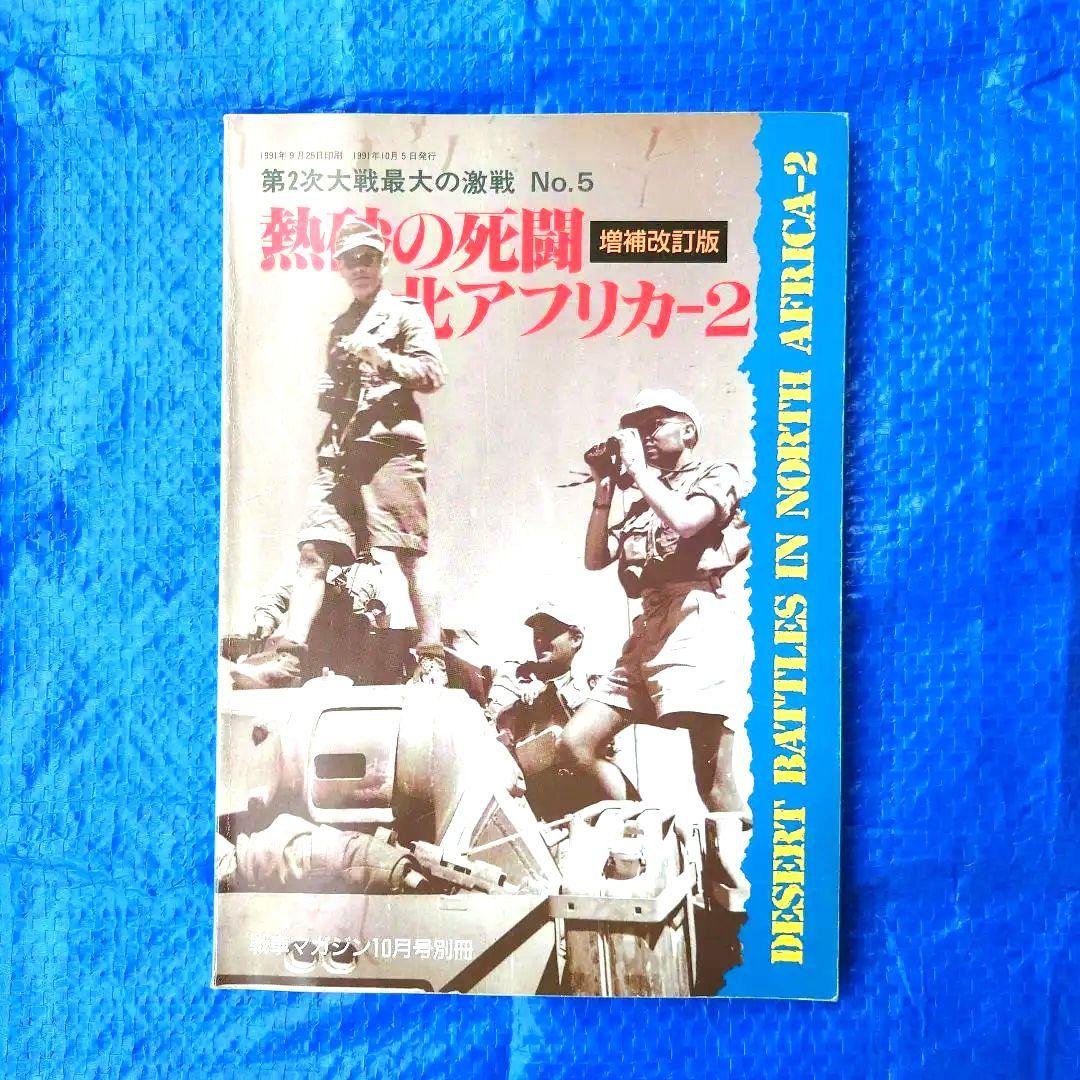 1991年9月25日印刷 1991年10月5日発行
第2次大戦最大の激戦 No.5
熱砂の死闘 増補改訂版
北アフリカ-2
DESERT BATTLES IN NORTH AFRICA-2
戦車マガジン10月号別冊